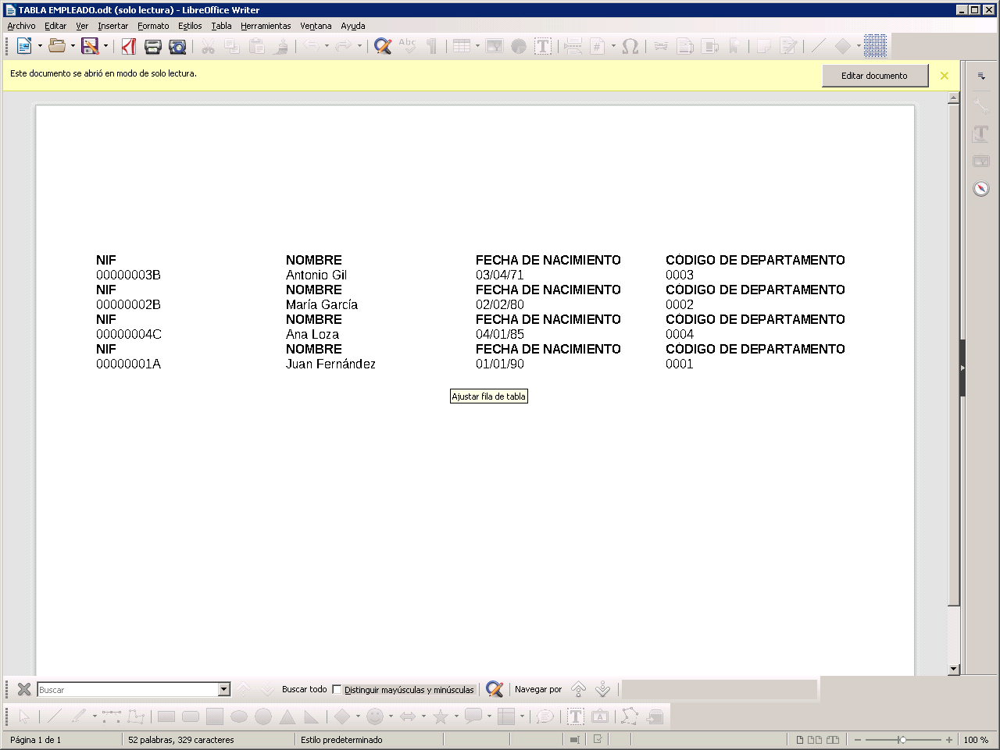 TABLA EMPLEADO.odt (solo lectura) - LibreOffice Writer
Archivo Editar Ver Insertar Formato Estilos Tabla Herramientas Ventana Ayuda
Abc
Este documento se abrió en modo de solo lectura. Editar documento
NIF NOMBRE FECHA DE NACIMIENTO CÓDIGO DE DEPARTAMENTO
00000003B Antonio Gil 03/04/71 0003
NIF NOMBRE FECHA DE NACIMIENTO CÓDIGO DE DEPARTAMENTO
00000002B María García 02/02/80 0002
NIF NOMBRE FECHA DE NACIMIENTO CÓDIGO DE DEPARTAMENTO
00000004C Ana Loza 04/01/85 0004
NIF NOMBRE FECHA DE NACIMIENTO CÓDIGO DE DEPARTAMENTO
00000001A Juan Fernández 01/01/90 0001
Ajustar fila de tabla
Buscar Buscar todo Distinguir mayúsculas y minúsculas Navegar por
Página 1 de 1 52 palabras, 329 caracteres Estilo predeterminado 100 %